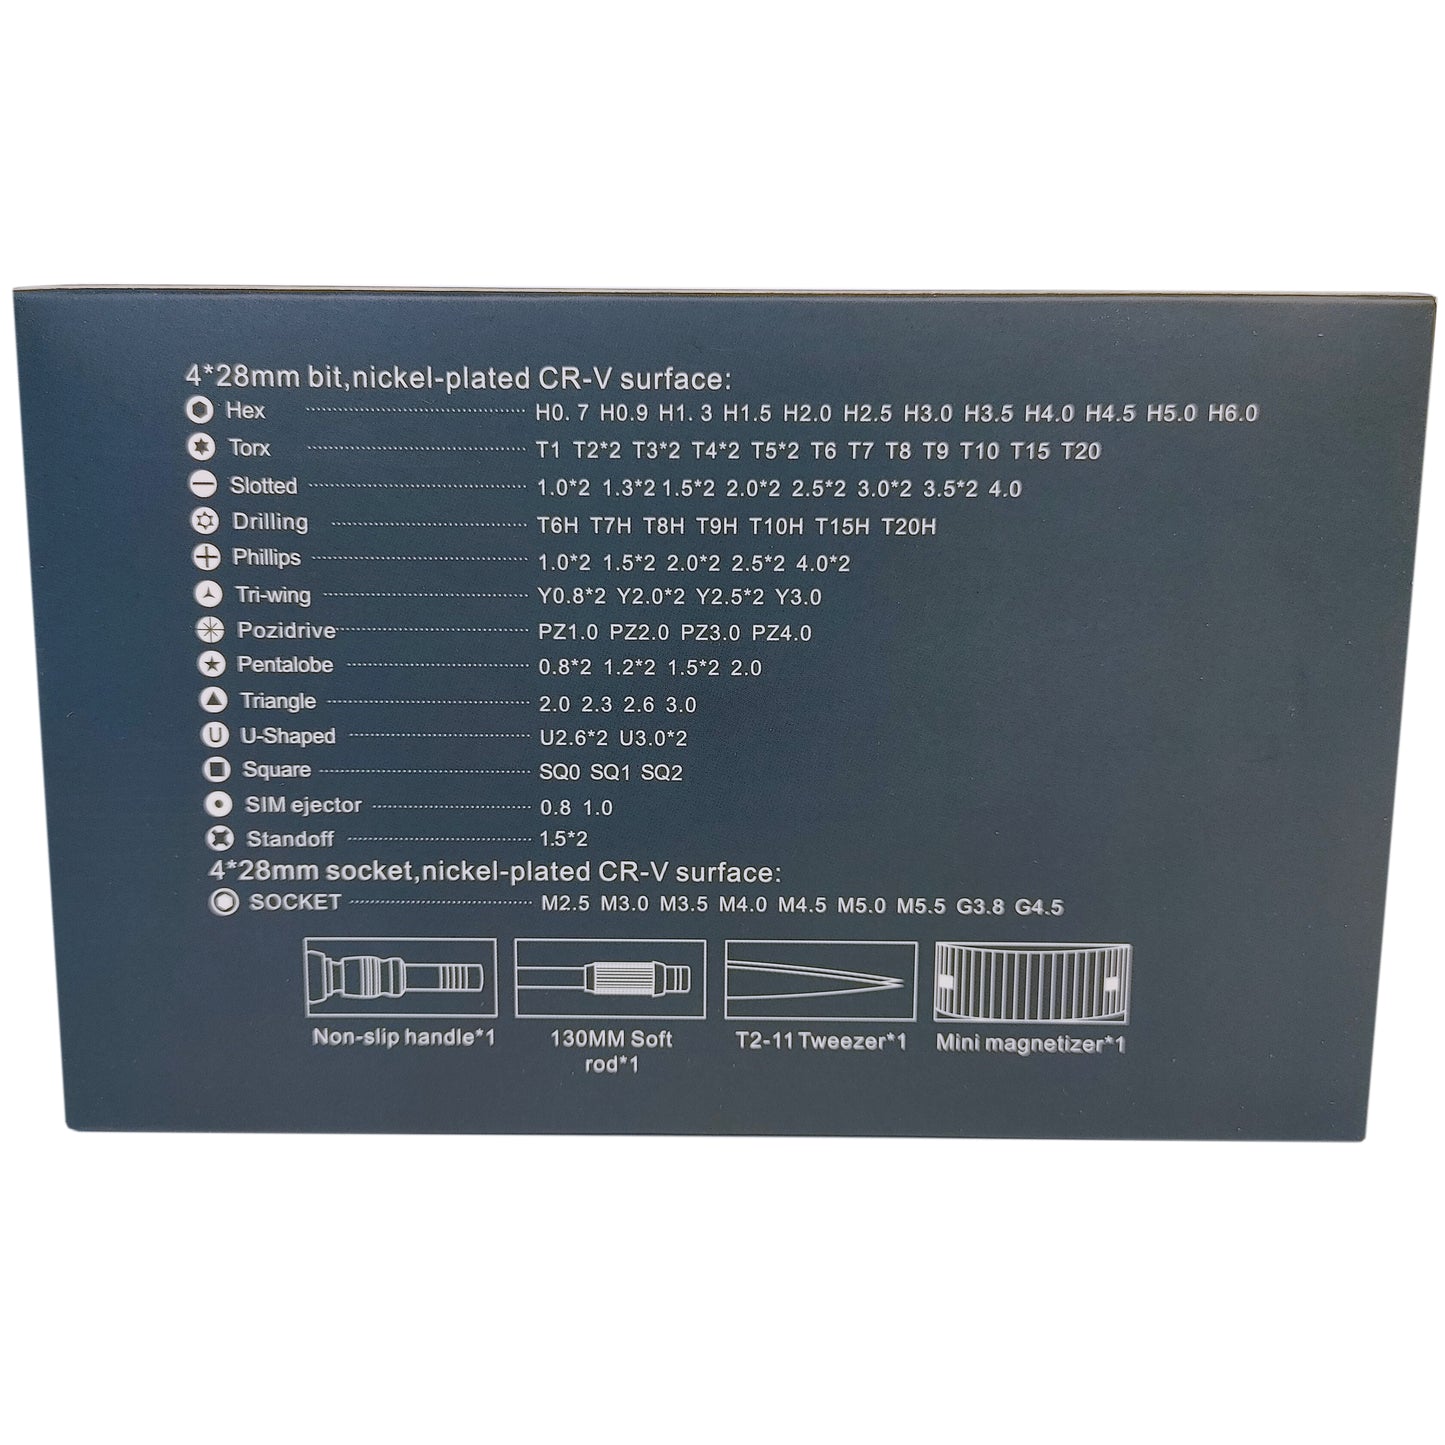 4*28mm bit,nickel-plated CR-V surface:
Hex H0. 7 H0.9 H1. 3 H1.5 H2.0 H2.5 H3.0 H3.5 H4.0 H4.5 H5.0 H6.0
Torx T1 T2*2 T3*2 T4*2 T5*2 T6 T7 T8 T9 T10 T15 T20
Slotted 1.0*2 1.3*2 1.5*2 2.0*2 2.5*2 3.0*2 3.5*2 4.0
Drilling T6H T7H T8H T9H T10H T15H T20H
Phillips 1.0*2 1.5*2 2.0*2 2.5*2 4.0*2
Tri-wing Y0.8*2 Y2.0*2 Y2.5*2 Y3.0
Pozidrive PZ1.0 PZ2.0 PZ3.0 PZ4.0
Pentalobe 0.8*2 1.2*2 1.5*2 2.0
Triangle 2.0 2.3 2.6 3.0
U-Shaped U2.6*2 U3.0*2
Square SQ0 SQ1 SQ2
SIM ejector 0.8 1.0
Standoff 1.5*2
4*28mm socket,nickel-plated CR-V surface:
SOCKET M2.5 M3.0 M3.5 M4.0 M4.5 M5.0 M5.5 G3.8 G4.5
Non-slip handle*1
130MM Soft
rod*1
T2-11 Tweezer*1
Mini magnetizer*1